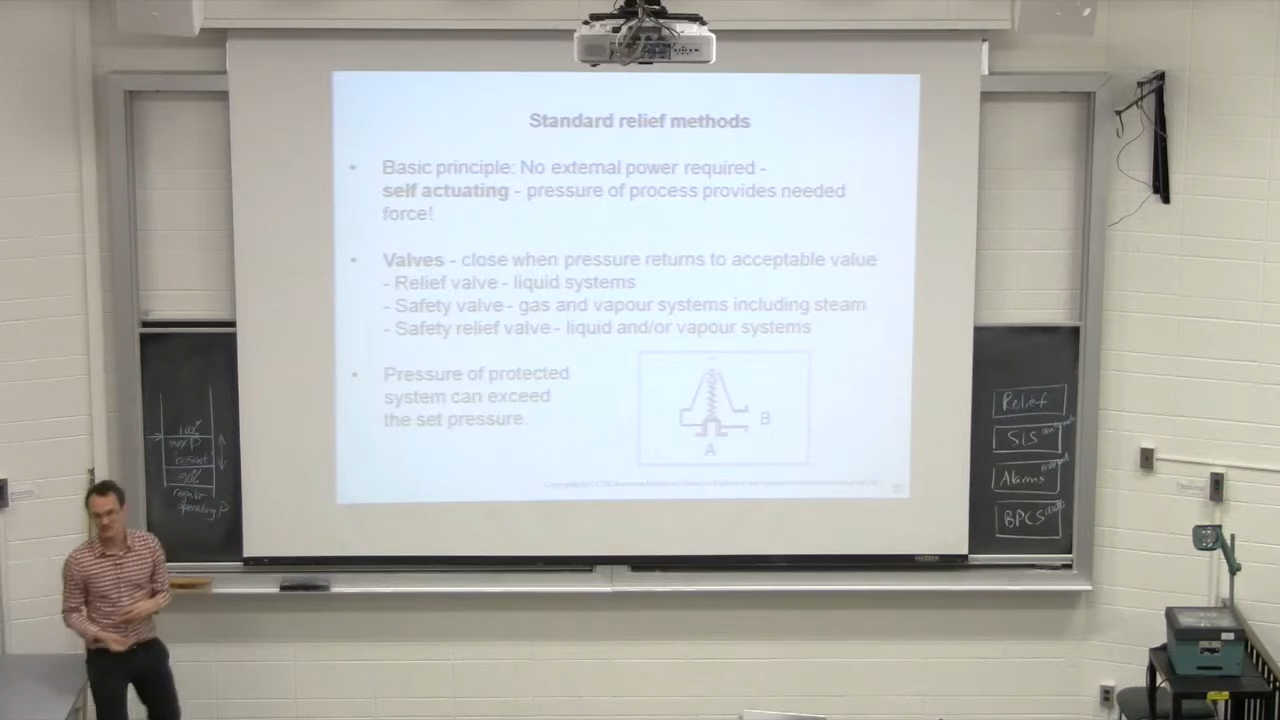 Standard relief methods
• Basic principle: No external power required -
self actuating - pressure of process provides needed
force!
• Valves - close when pressure returns to acceptable value
- Relief valve - liquid systems
- Safety valve - gas and vapour systems including steam
- Safety relief valve - liquid and/or vapour systems
• Pressure of protected
system can exceed
the set pressure.
B
A
max P
90%
regular
operating P
Relief
SIS
Alarms
BPCS